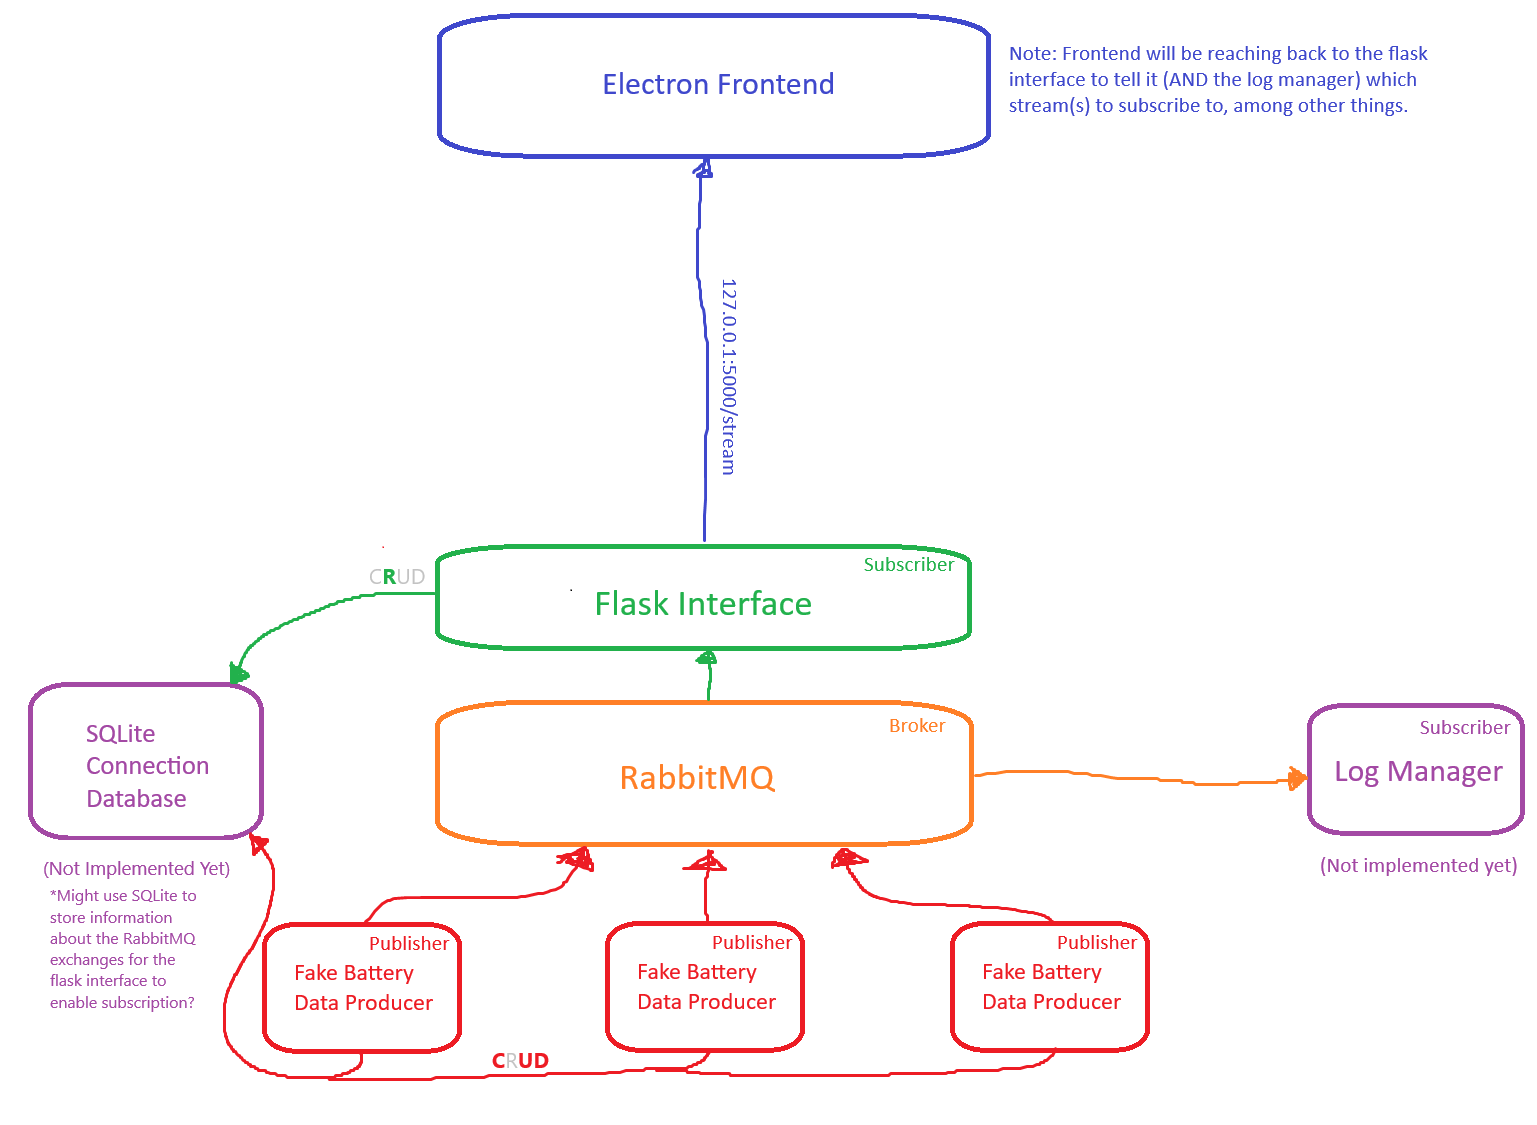 Electron Frontend
Note: Frontend will be reaching back to the flask
interface to tell it (AND the log manager) which
stream(s) to subscribe to, among other things.
127.0.0.1:5000/stream
CRUD
Subscriber
Flask Interface
SQLite
Connection
Database
(Not Implemented Yet)
*Might use SQLite to
store information
about the RabbitMQ
exchanges for the
flask interface to
enable subscription?
Broker
RabbitMQ
Subscriber
Log Manager
(Not implemented yet)
Publisher
Fake Battery
Data Producer
Publisher
Fake Battery
Data Producer
Publisher
Fake Battery
Data Producer
CRUD